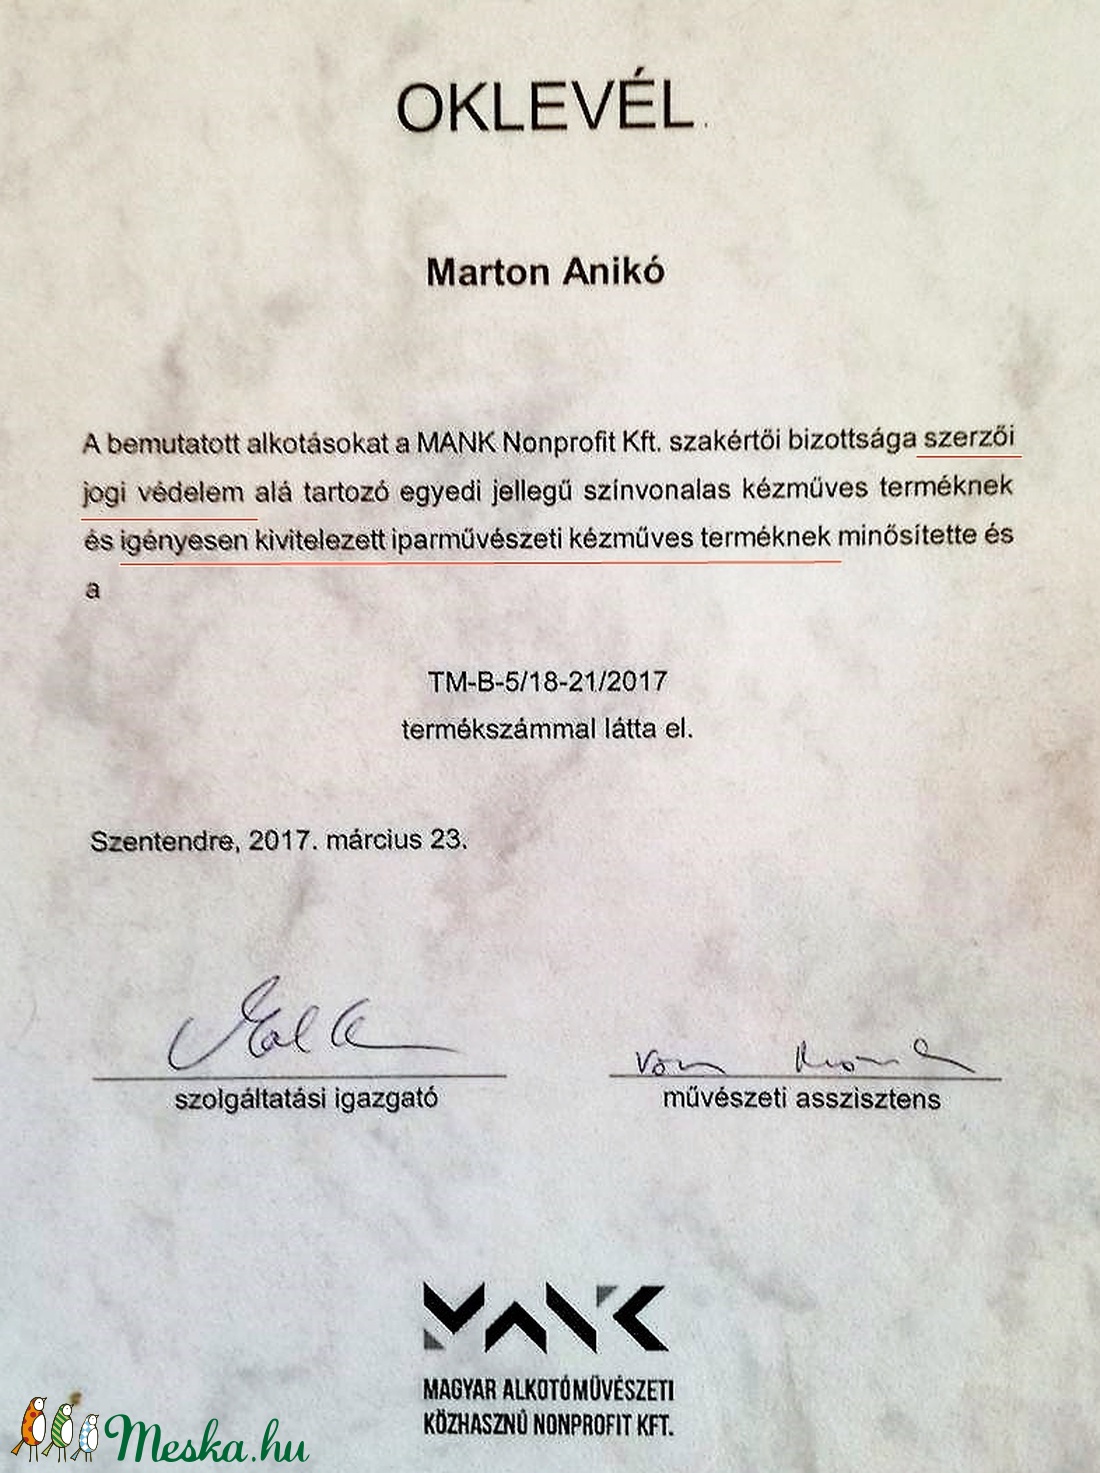 OKLEVÉL
Marton Anikó
A bemutatott alkotásokat a MANK Nonprofit Kft. szakértői bizottsága szerzői
jogi védelem alá tartozó egyedi jellegű színvonalas kézműves terméknek
és igényesen kivitelezett iparművészeti kézműves terméknek minősítette és
a
TM-B-5/18-21/2017
termékszámmal látta el.
Szentendre, 2017. március 23.
szolgáltatási igazgató
művészeti asszisztens
MANK
MAGYAR ALKOTÓMŰVÉSZETI
KÖZHASZNÚ NONPROFIT KFT.
Meska.hu